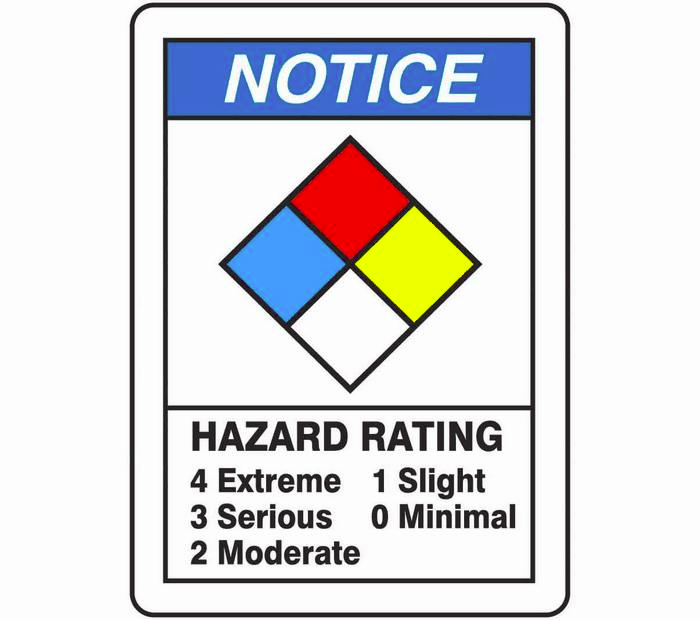 NOTICE
HAZARD RATING
4 Extreme 1 Slight
3 Serious 0 Minimal
2 Moderate